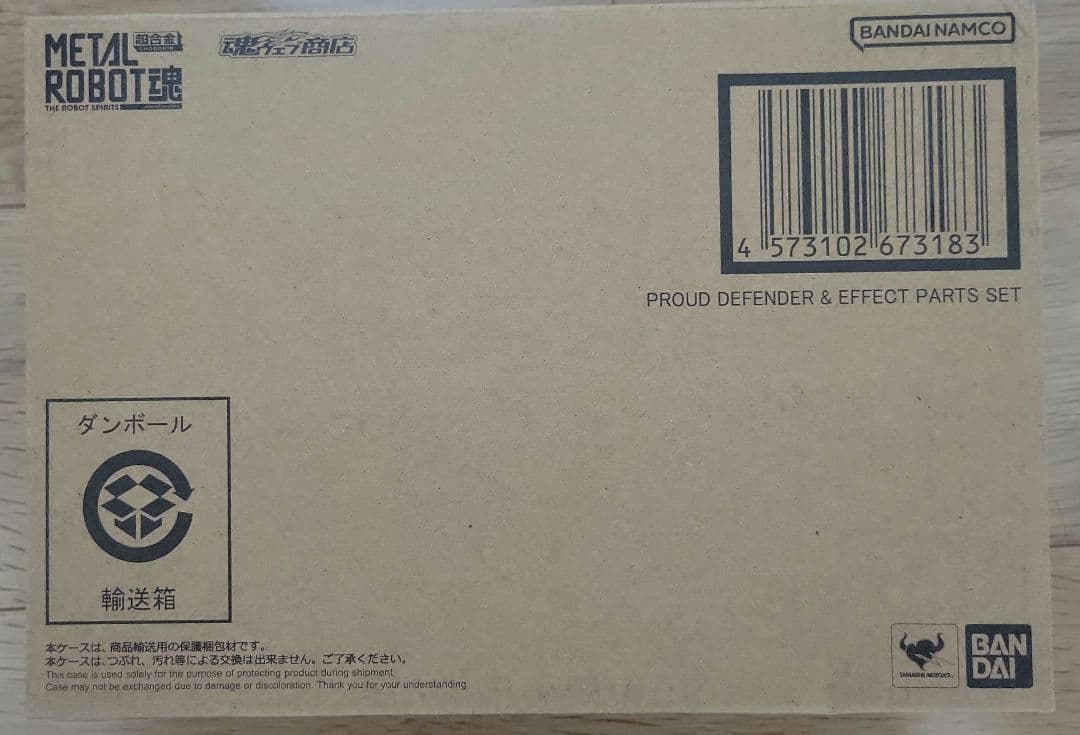 METAL 超合金
ROBOT魂
THE ROBOT SPIRITS
魂ウェブ商店
BANDAI NAMCO
4 573102 673183
PROUD DEFENDER & EFFECT PARTS SET
ダンボール
輸送箱
本ケースは、商品輸送用の保護梱包材です。
本ケースは、つぶれ、汚れ等による交換は出来ません。ご了承ください。
This case is used solely for the purpose of protecting product during shipment.
Case may not be exchanged due to damage or discoloration. Thank you for your understanding.
TAMASHII NATIONS
BAN
DAI